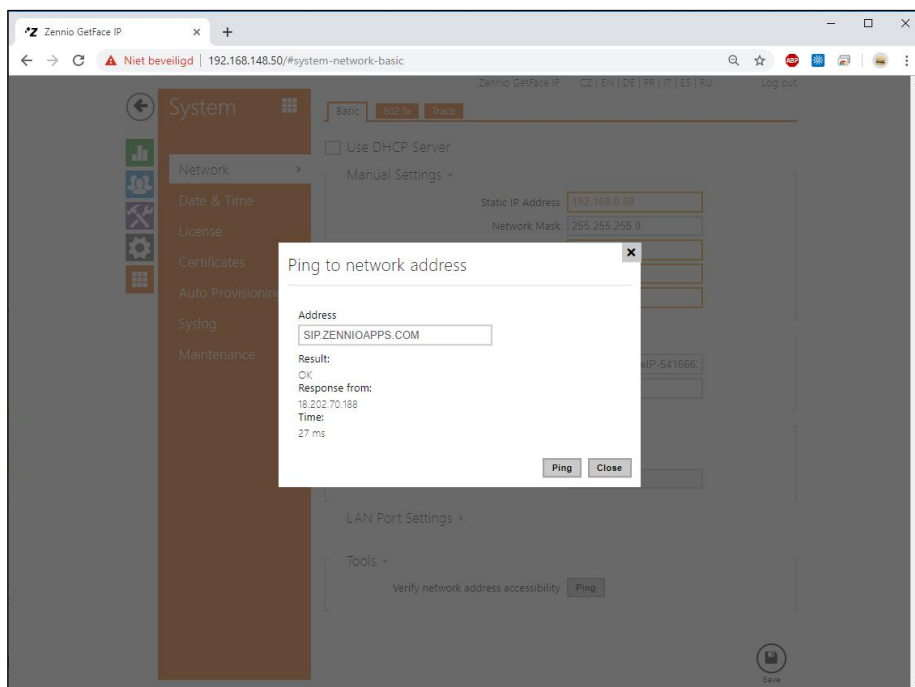 Zennio GetFace IP
Niet beveiligd | 192.168.148.50/#system-network-basic
ABP
Zennio GetFace IP CZ | EN | DE | FR | IT | ES | RU Log out
System
Basic 802.1x Trace
Use DHCP Server
Network
Manual Settings
Date & Time
Static IP Address 192.168.0.60
License
Network Mask 255.255.255.0
Certificates
Auto Provisioning
Syslog
Maintenance
Ping to network address
Address
SIP.ZENNIOAPPS.COM
Result:
OK
Response from:
18.202.70.188
Time:
27 ms
Ping Close
eIP-541666
LAN Port Settings
Tools
Verify network address accessibility Ping
Save